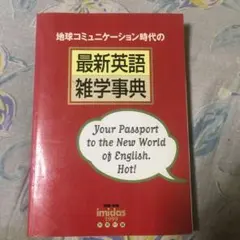 地球コミュニケーション時代の
最新英語
雑学事典
Your Passport
to the New World
of English.
Hot!
imidas
1999